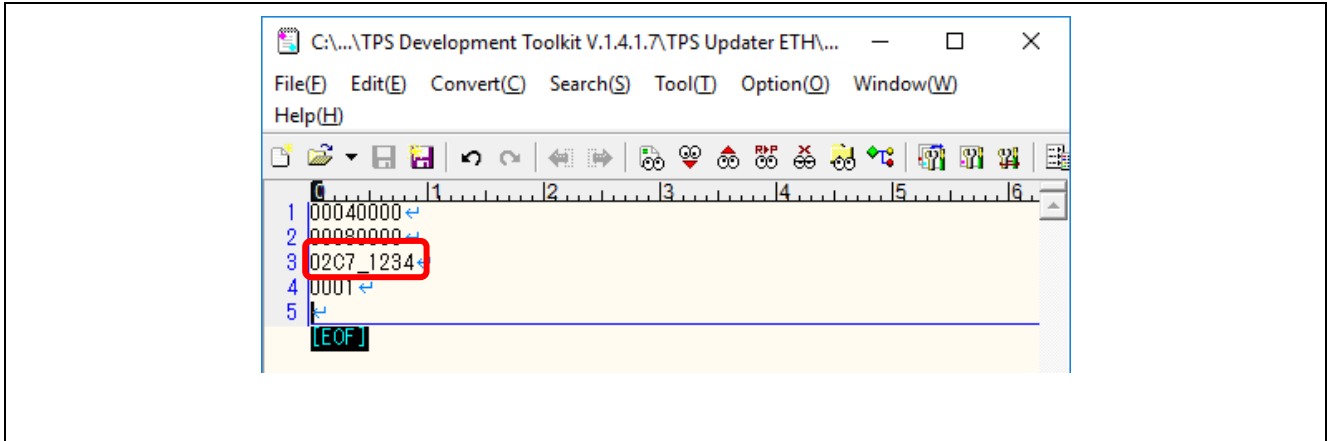 C:\...\TPS Development Toolkit V.1.4.1.7\TPS Updater ETH\...
File(F) Edit(E) Convert(C) Search(S) Tool(T) Option(O) Window(W)
Help(H)
0 1 2 3 4 5 6
1 00040000
2 00080000
3 02C7_1234
4 0001
5
[EOF]